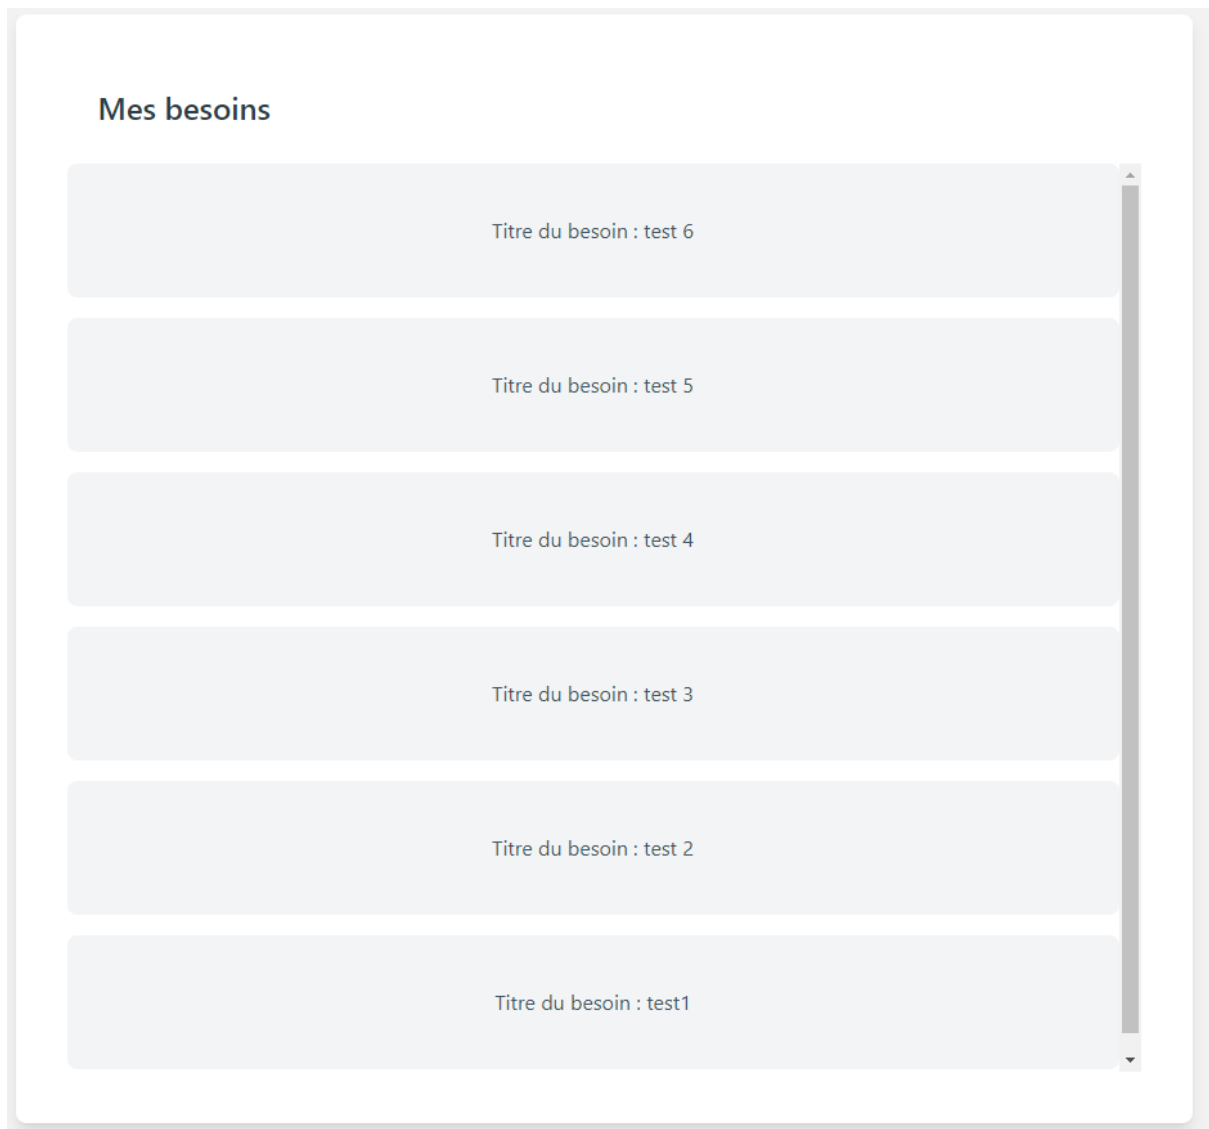 Mes besoins
Titre du besoin : test 6
Titre du besoin : test 5
Titre du besoin : test 4
Titre du besoin : test 3
Titre du besoin : test 2
Titre du besoin : test1